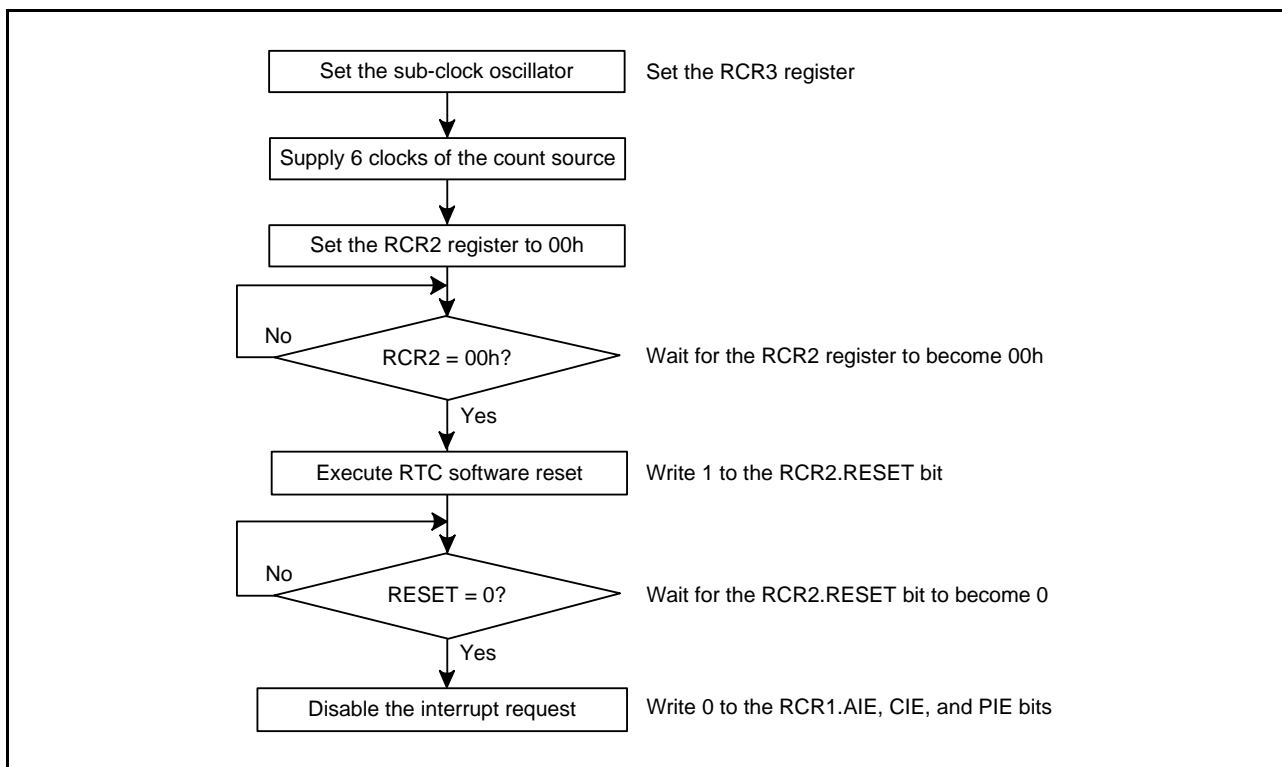 Set the sub-clock oscillator Set the RCR3 register
Supply 6 clocks of the count source
Set the RCR2 register to 00h
No
RCR2 = 00h? Wait for the RCR2 register to become 00h
Yes
Execute RTC software reset Write 1 to the RCR2.RESET bit
No
RESET = 0? Wait for the RCR2.RESET bit to become 0
Yes
Disable the interrupt request Write 0 to the RCR1.AIE, CIE, and PIE bits